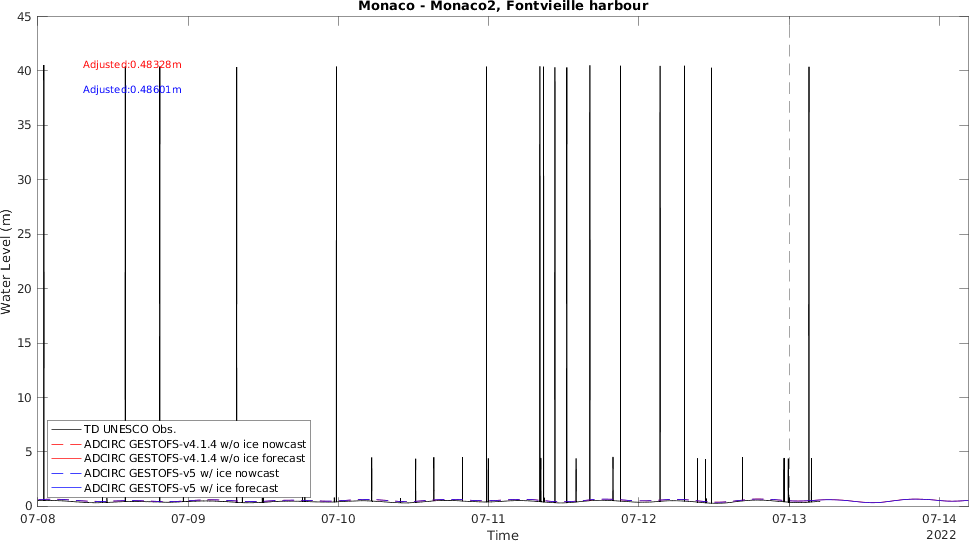 Monaco - Monaco2, Fontvieille harbour
45
40
35
30
25
20
15
10
5
0
Water Level (m)
Adjusted:0.48328m
Adjusted:0.48601m
TD UNESCO Obs.
ADCIRC GESTOFS-v4.1.4 w/o ice nowcast
ADCIRC GESTOFS-v4.1.4 w/o ice forecast
ADCIRC GESTOFS-v5 w/ ice nowcast
ADCIRC GESTOFS-v5 w/ ice forecast
07-08 07-09 07-10 07-11 07-12 07-13 07-14
Time
2022